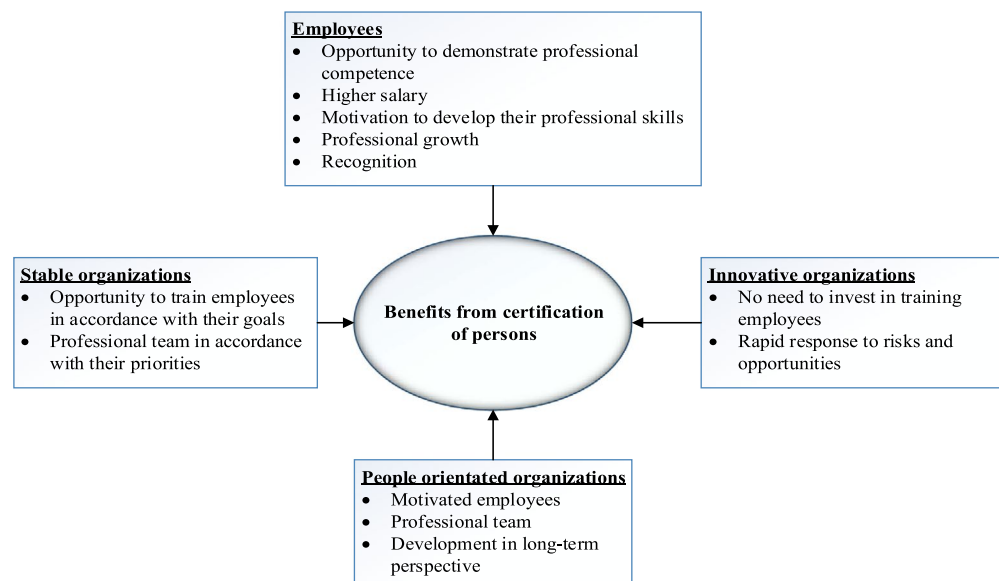 Employees
• Opportunity to demonstrate professional
competence
• Higher salary
• Motivation to develop their professional skills
• Professional growth
• Recognition
Stable organizations
• Opportunity to train employees
in accordance with their goals
• Professional team in accordance
with their priorities
Benefits from certification
of persons
Innovative organizations
• No need to invest in training
employees
• Rapid response to risks and
opportunities
People orientated organizations
• Motivated employees
• Professional team
• Development in long-term
perspective